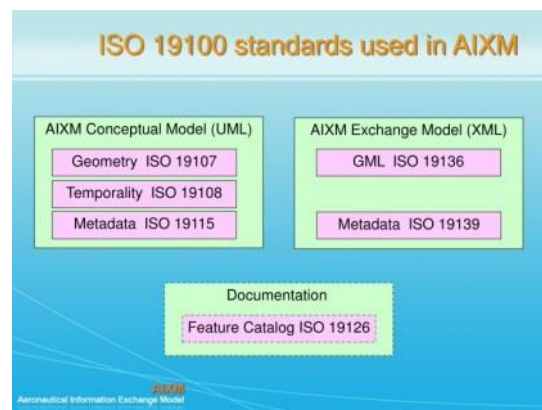 ISO 19100 standards used in AIXM
AIXM Conceptual Model (UML)
Geometry ISO 19107
Temporality ISO 19108
Metadata ISO 19115
AIXM Exchange Model (XML)
GML ISO 19136
Metadata ISO 19139
Documentation
Feature Catalog ISO 19126
AIXM
Aeronautical Information Exchange Model